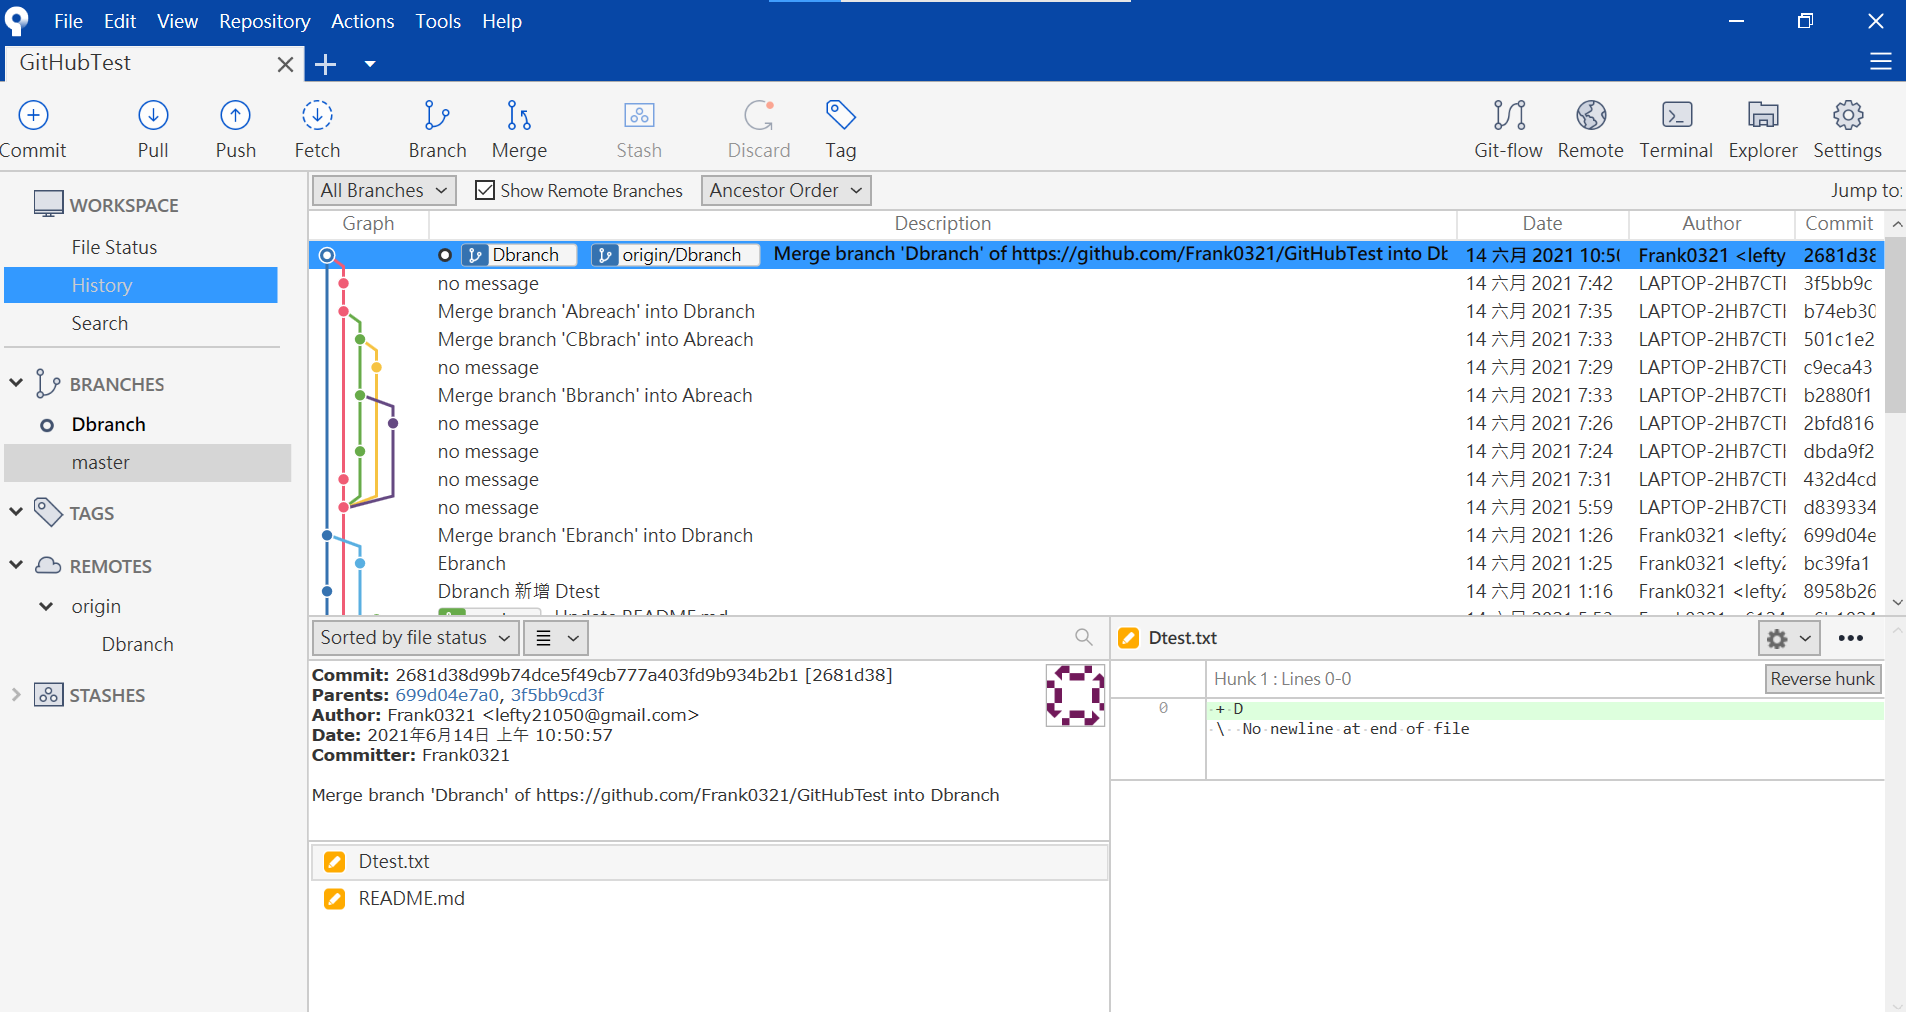 File Edit View Repository Actions Tools Help
GitHubTest
Commit Pull Push Fetch Branch Merge Stash Discard Tag Git-flow Remote Terminal Explorer Settings
All Branches Show Remote Branches Ancestor Order Jump to:
Graph Description Date Author Commit
Dbranch origin/Dbranch Merge branch 'Dbranch' of https://github.com/Frank0321/GitHubTest into Db 14 六月 2021 10:50 Frank0321 <lefty 2681d38
no message 14 六月 2021 7:42 LAPTOP-2HB7CTI 3f5bb9c
Merge branch 'Abreach' into Dbranch 14 六月 2021 7:35 LAPTOP-2HB7CTI b74eb30
Merge branch 'CBbrach' into Abreach 14 六月 2021 7:33 LAPTOP-2HB7CTI 501c1e2
no message 14 六月 2021 7:29 LAPTOP-2HB7CTI c9eca43
Merge branch 'Bbranch' into Abreach 14 六月 2021 7:33 LAPTOP-2HB7CTI b2880f1
no message 14 六月 2021 7:26 LAPTOP-2HB7CTI 2bfd816
no message 14 六月 2021 7:24 LAPTOP-2HB7CTI dbda9f2
no message 14 六月 2021 7:31 LAPTOP-2HB7CTI 432d4cd
no message 14 六月 2021 5:59 LAPTOP-2HB7CTI d839334
Merge branch 'Ebranch' into Dbranch 14 六月 2021 1:26 Frank0321 <lefty2 699d04e
Ebranch 14 六月 2021 1:25 Frank0321 <lefty2 bc39fa1
Dbranch 新增 Dtest 14 六月 2021 1:16 Frank0321 <lefty2 8958b26
Update README.md
WORKSPACE
File Status
History
Search
BRANCHES
Dbranch
master
TAGS
REMOTES
origin
Dbranch
STASHES
Sorted by file status
Commit: 2681d38d99b74dce5f49cb777a403fd9b934b2b1 [2681d38]
Parents: 699d04e7a0, 3f5bb9cd3f
Author: Frank0321 <lefty21050@gmail.com>
Date: 2021年6月14日 上午 10:50:57
Committer: Frank0321
Merge branch 'Dbranch' of https://github.com/Frank0321/GitHubTest into Dbranch
Dtest.txt
README.md
Dtest.txt
Hunk 1 : Lines 0-0 Reverse hunk
0 + D
\ No newline at end of file